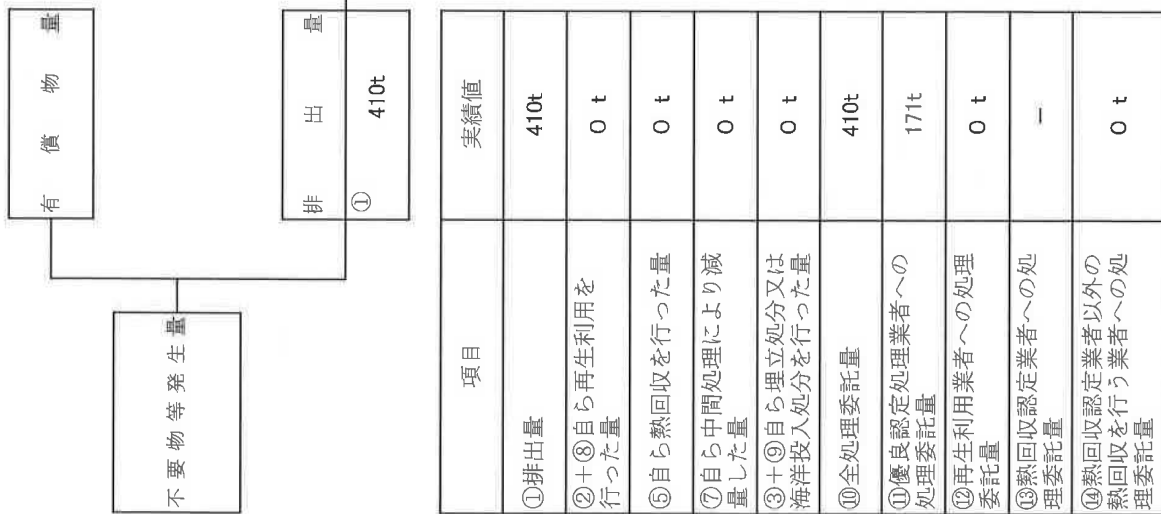 有償物量
不要物等発生量
排出量
①
410t
項目
実績値
①排出量
410t
②＋⑧自ら再生利用を
行った量
0 t
⑤自ら熱回収を行った量
0 t
⑦自ら中間処理により減
量した量
0 t
③＋⑨自ら埋立処分又は
海洋投入処分を行った量
0 t
⑩全処理委託量
410t
⑪優良認定処理業者への
処理委託量
171t
⑫再生利用業者への処理
委託量
0 t
⑬熱回収認定業者への処
理委託量
－
⑭熱回収認定業者以外の
熱回収を行う業者への処
理委託量
0 t